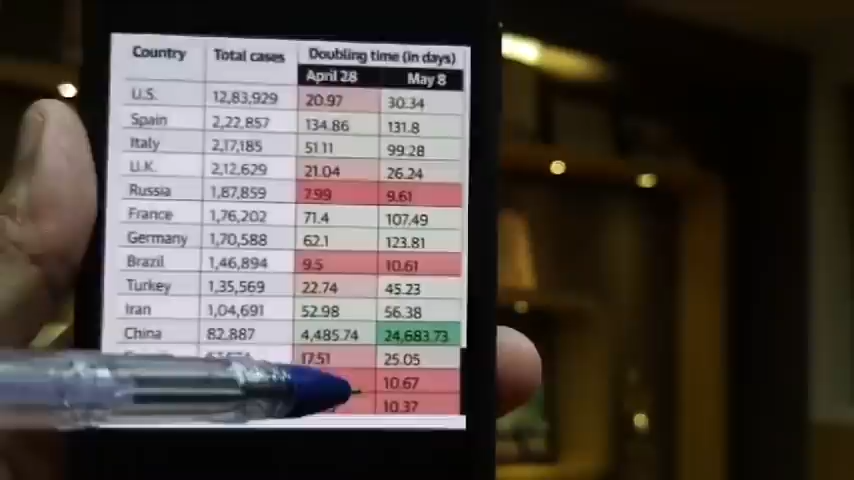 Country Total cases Doubling time (in days)
April 28 May 8
U.S. 12,83,929 20.97 30.34
Spain 2,22,857 134.86 131.8
Italy 2,17,185 51.11 99.28
U.K. 2,12,629 21.04 26.24
Russia 1,87,859 7.99 9.61
France 1,76,202 71.4 107.49
Germany 1,70,588 62.1 123.81
Brazil 1,46,894 9.5 10.61
Turkey 1,35,569 22.74 45.23
Iran 1,04,691 52.98 56.38
China 82,887 4,485.74 24,683.73
17.51 25.05
10.67
10.37